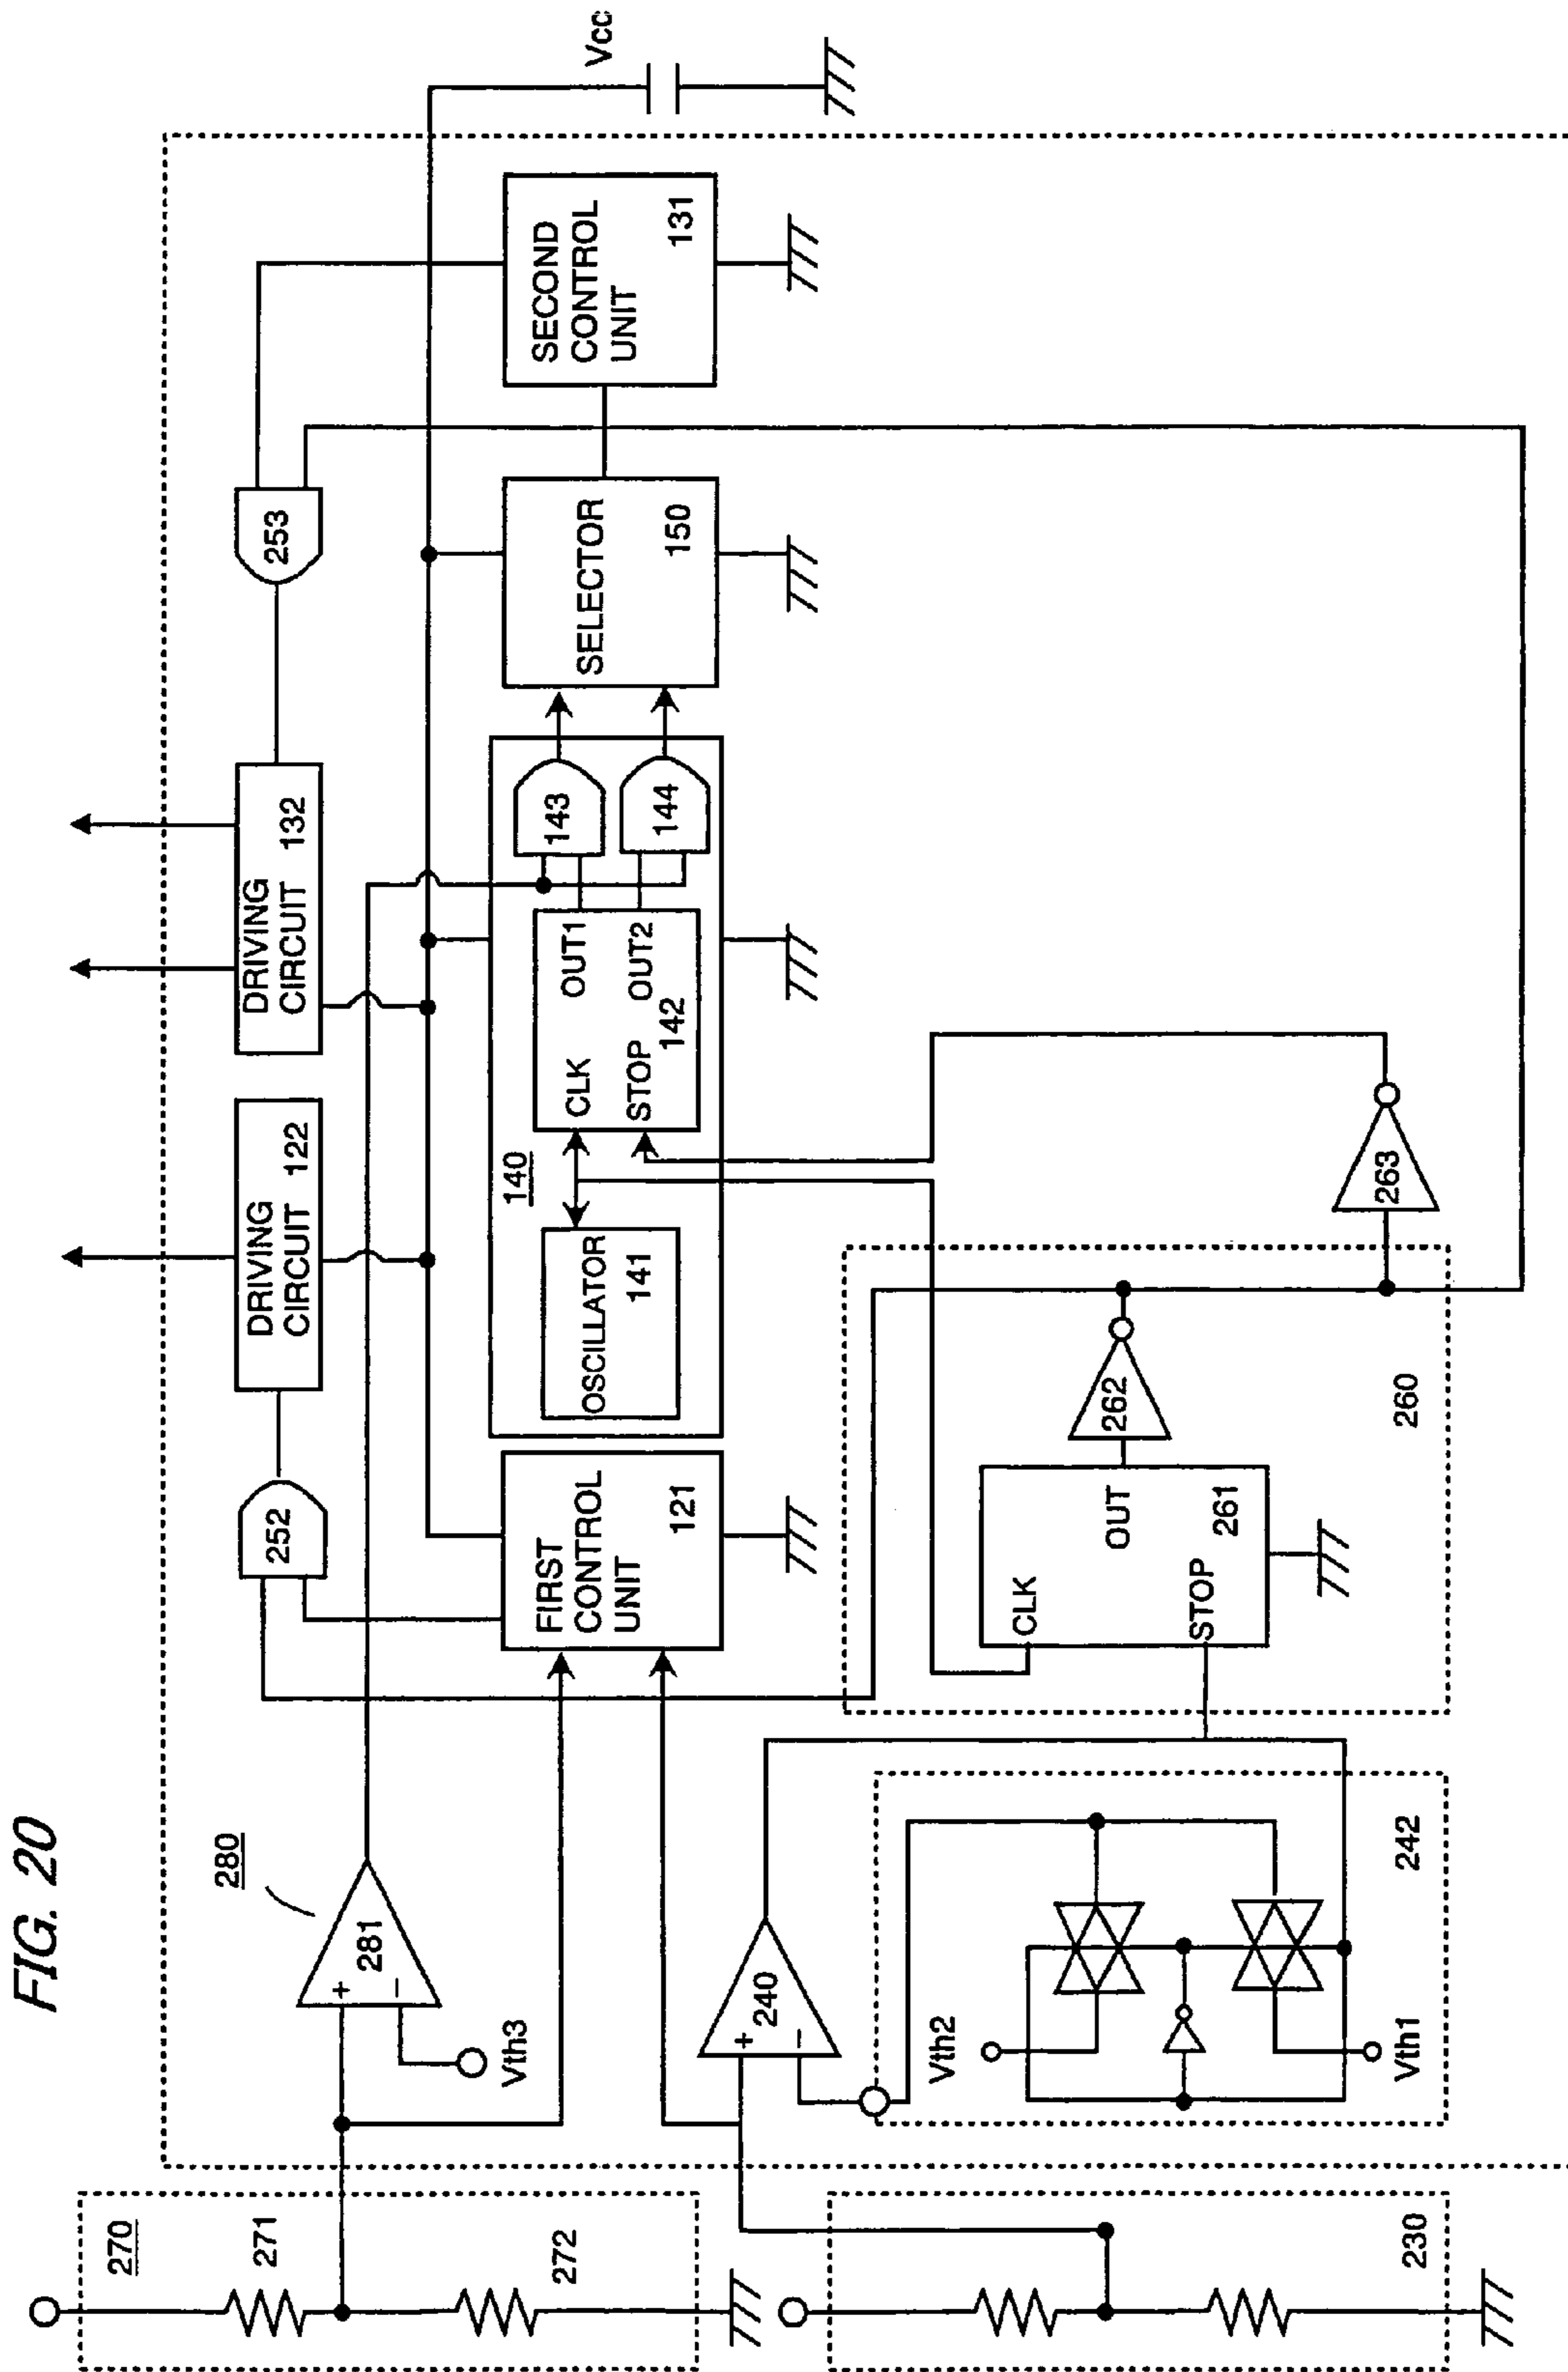 FIG. 20
270
271
272
230
280
281
+
−
Vth3
240
+
−
Vth2
Vth1
242
252
DRIVING
CIRCUIT 122
DRIVING
CIRCUIT 132
253
Vcc
FIRST
CONTROL
UNIT
121
140
OSCILLATOR
141
CLK
OUT1
STOP
OUT2
142
143
144
SELECTOR
150
SECOND
CONTROL
UNIT
131
CLK
OUT
STOP
261
262
260
263